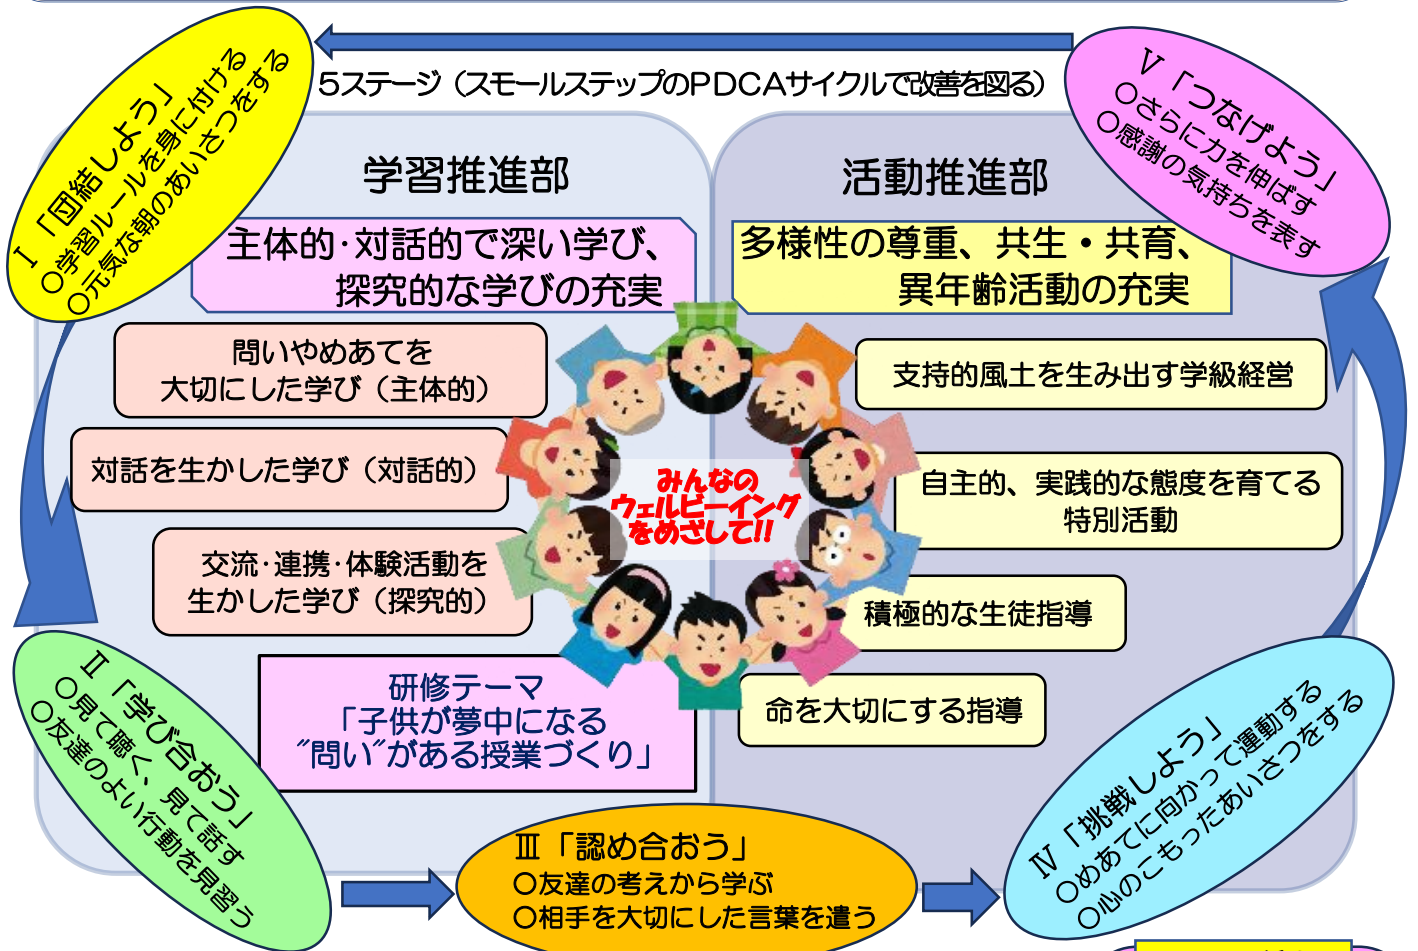 5ステージ（スモールステップのPDCAサイクルで改善を図る）
Ⅰ「団結しよう」
○学習ルールを身に付ける
○元気な朝のあいさつをする
Ⅴ「つなげよう」
○さらに力を伸ばす
○感謝の気持ちを表す
学習推進部
主体的・対話的で深い学び、
探究的な学びの充実
問いやめあてを
大切にした学び（主体的）
対話を生かした学び（対話的）
交流・連携・体験活動を
生かした学び（探究的）
研修テーマ
「子供が夢中になる
″問い″がある授業づくり」
活動推進部
多様性の尊重、共生・共育、
異年齢活動の充実
支持的風土を生み出す学級経営
自主的、実践的な態度を育てる
特別活動
積極的な生徒指導
命を大切にする指導
みんなの
ウェルビーイング
をめざして!!
Ⅱ「学び合おう」
○見て聴く、見て話す
○友達のよい行動を見習う
Ⅲ「認め合おう」
○友達の考えから学ぶ
○相手を大切にした言葉を遣う
Ⅳ「挑戦しよう」
○めあてに向かって運動する
○心のこもったあいさつをする